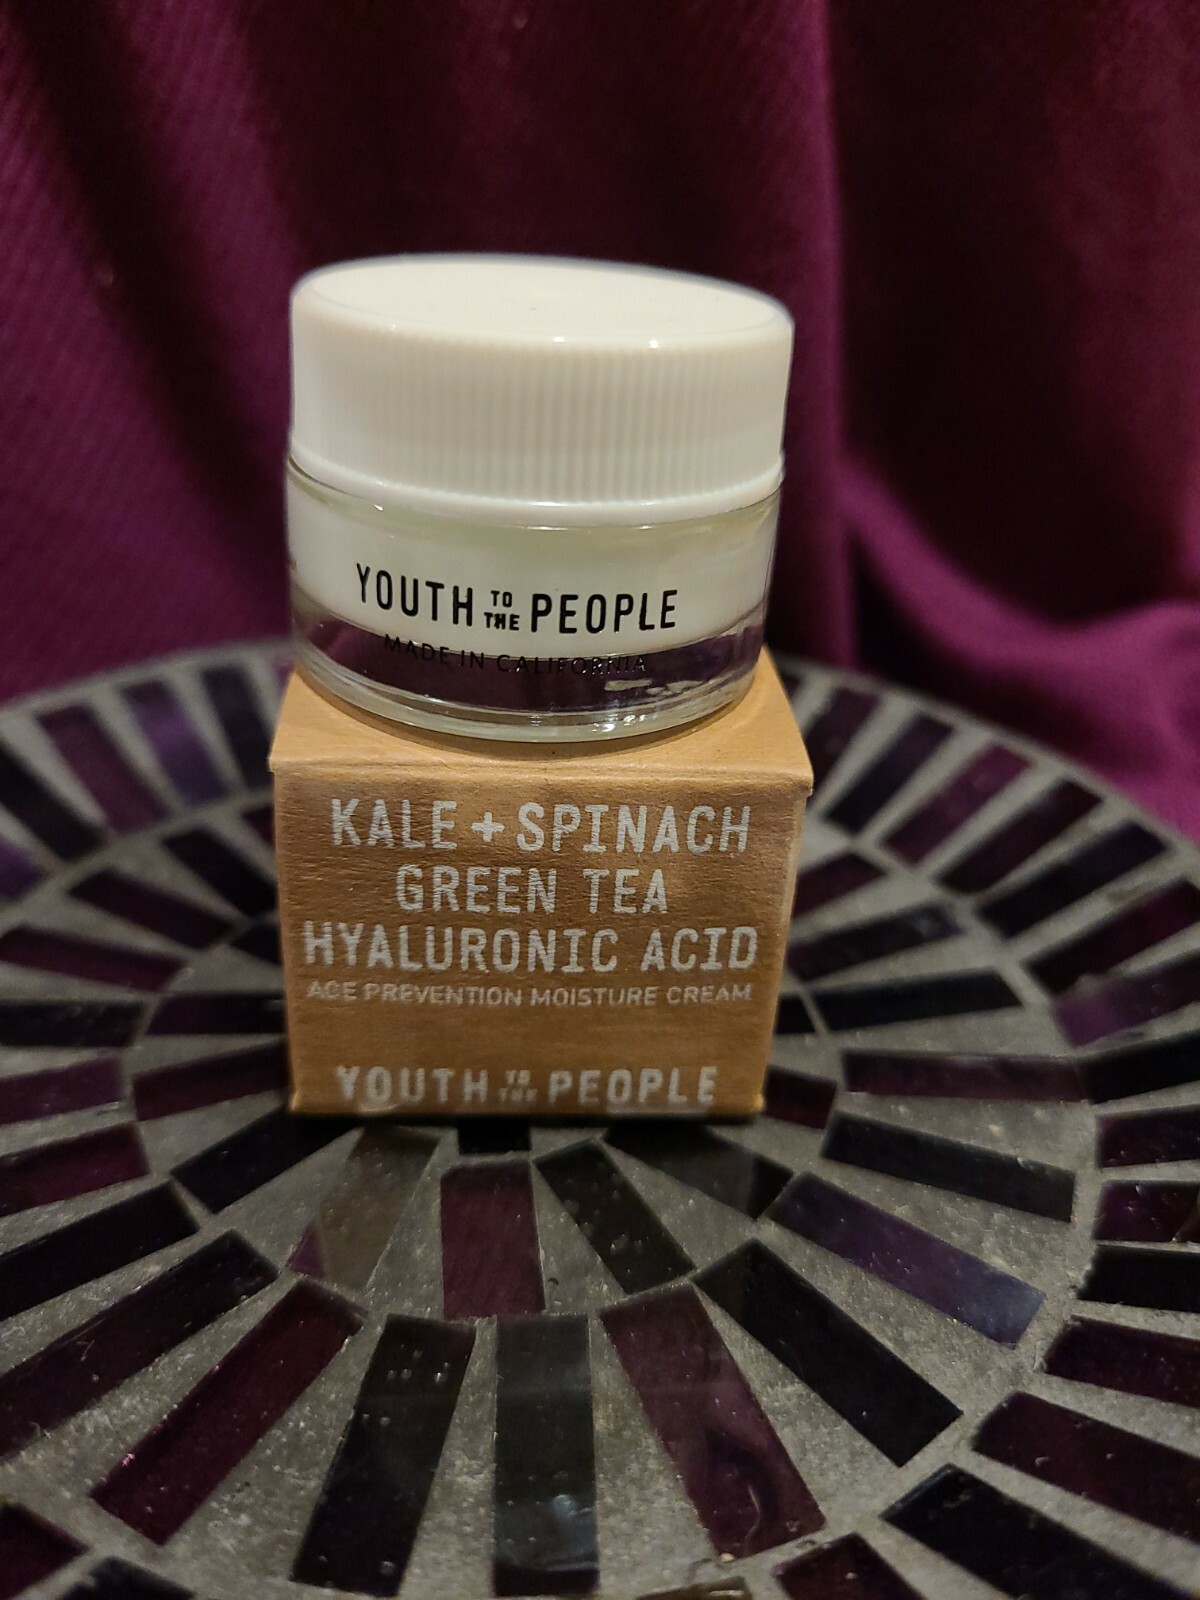 YOUTH TO THE PEOPLE
MADE IN CALIFORNIA
KALE + SPINACH
GREEN TEA
HYALURONIC ACID
AGE PREVENTION MOISTURE CREAM
YOUTH TO THE PEOPLE